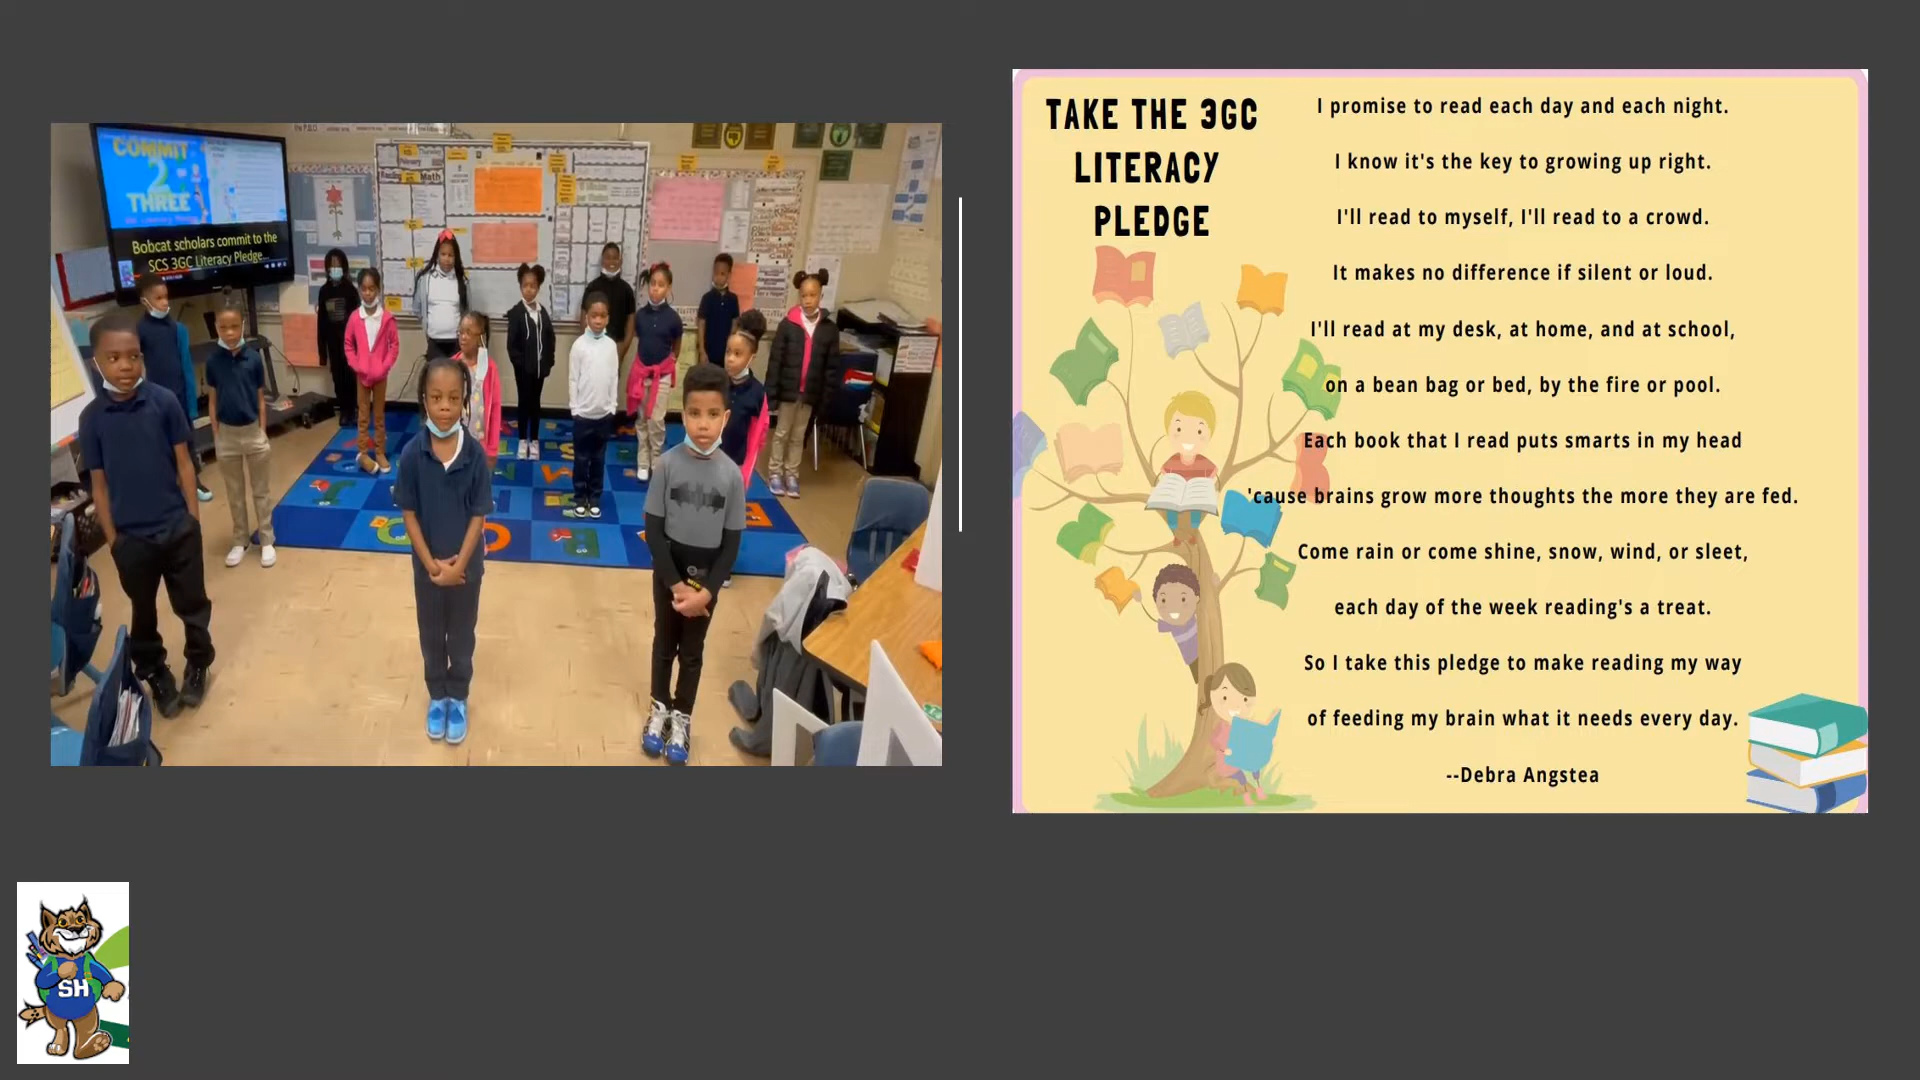 COMMIT
2
THREE
Bobcat scholars commit to the
SCS 3GC Literacy Pledge
Reading
Math
TAKE THE 3GC
LITERACY
PLEDGE
I promise to read each day and each night.
I know it's the key to growing up right.
I'll read to myself, I'll read to a crowd.
It makes no difference if silent or loud.
I'll read at my desk, at home, and at school,
on a bean bag or bed, by the fire or pool.
Each book that I read puts smarts in my head
'cause brains grow more thoughts the more they are fed.
Come rain or come shine, snow, wind, or sleet,
each day of the week reading's a treat.
So I take this pledge to make reading my way
of feeding my brain what it needs every day.
--Debra Angstea
SH